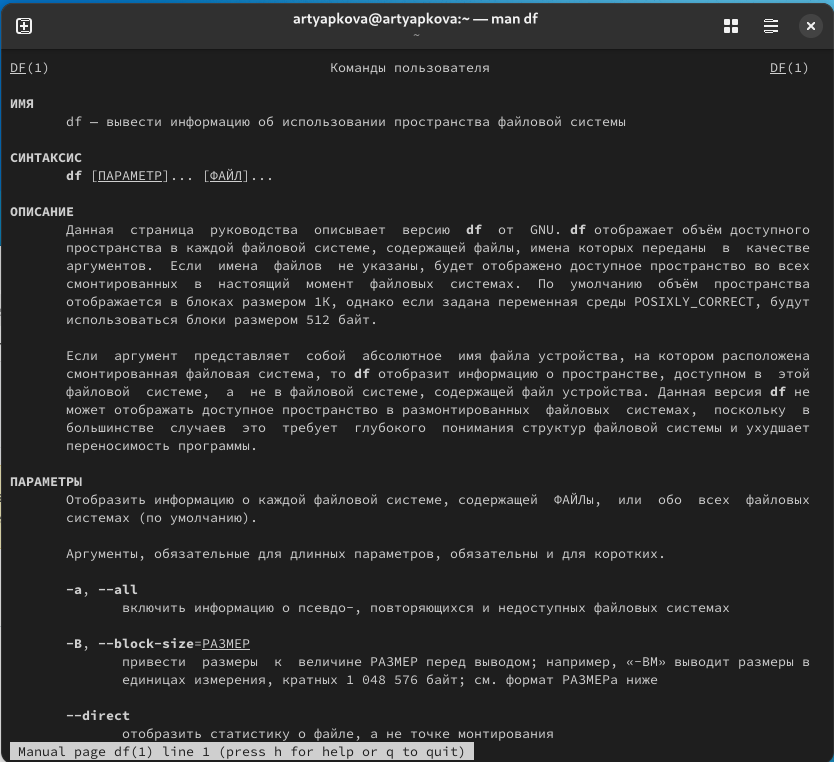 artyapkova@artyapkova:~ — man df
~
DF(1) Команды пользователя DF(1)
ИМЯ
df — вывести информацию об использовании пространства файловой системы
СИНТАКСИС
df [ПАРАМЕТР]... [ФАЙЛ]...
ОПИСАНИЕ
Данная страница руководства описывает версию df от GNU. df отображает объём доступного
пространства в каждой файловой системе, содержащей файлы, имена которых переданы в качестве
аргументов. Если имена файлов не указаны, будет отображено доступное пространство во всех
смонтированных в настоящий момент файловых системах. По умолчанию объём пространства
отображается в блоках размером 1К, однако если задана переменная среды POSIXLY_CORRECT, будут
использоваться блоки размером 512 байт.
Если аргумент представляет собой абсолютное имя файла устройства, на котором расположена
смонтированная файловая система, то df отобразит информацию о пространстве, доступном в этой
файловой системе, а не в файловой системе, содержащей файл устройства. Данная версия df не
может отображать доступное пространство в размонтированных файловых системах, поскольку в
большинстве случаев это требует глубокого понимания структур файловой системы и ухудшает
переносимость программы.
ПАРАМЕТРЫ
Отобразить информацию о каждой файловой системе, содержащей ФАЙЛы, или обо всех файловых
системах (по умолчанию).
Аргументы, обязательные для длинных параметров, обязательны и для коротких.
-a, --all
включить информацию о псевдо-, повторяющихся и недоступных файловых системах
-B, --block-size=РАЗМЕР
привести размеры к величине РАЗМЕР перед выводом; например, «-BM» выводит размеры в
единицах измерения, кратных 1 048 576 байт; см. формат РАЗМЕРа ниже
--direct
отобразить статистику о файле, а не точке монтирования
Manual page df(1) line 1 (press h for help or q to quit)